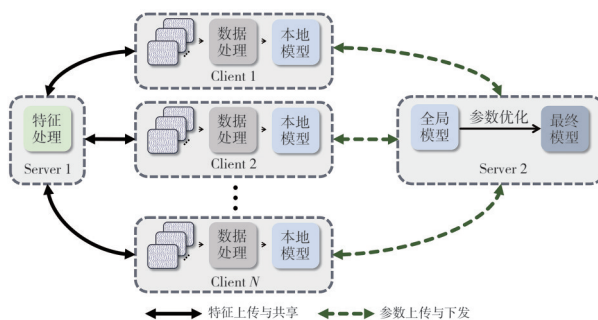 数据
处理
本地
模型
Client 1
特征
处理
Server 1
数据
处理
本地
模型
Client 2
全局
模型
参数优化
最终
模型
Server 2
数据
处理
本地
模型
Client N
特征上传与共享
参数上传与下发